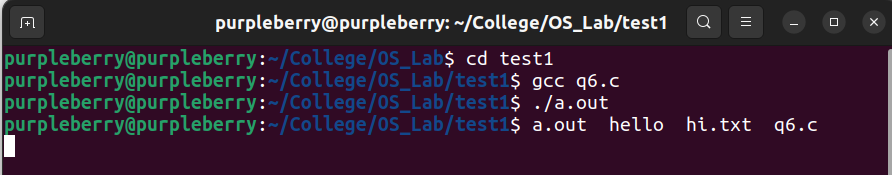 purpleberry@purpleberry: ~/College/OS_Lab/test1
purpleberry@purpleberry:~/College/OS_Lab$ cd test1
purpleberry@purpleberry:~/College/OS_Lab/test1$ gcc q6.c
purpleberry@purpleberry:~/College/OS_Lab/test1$ ./a.out
purpleberry@purpleberry:~/College/OS_Lab/test1$ a.out  hello  hi.txt  q6.c